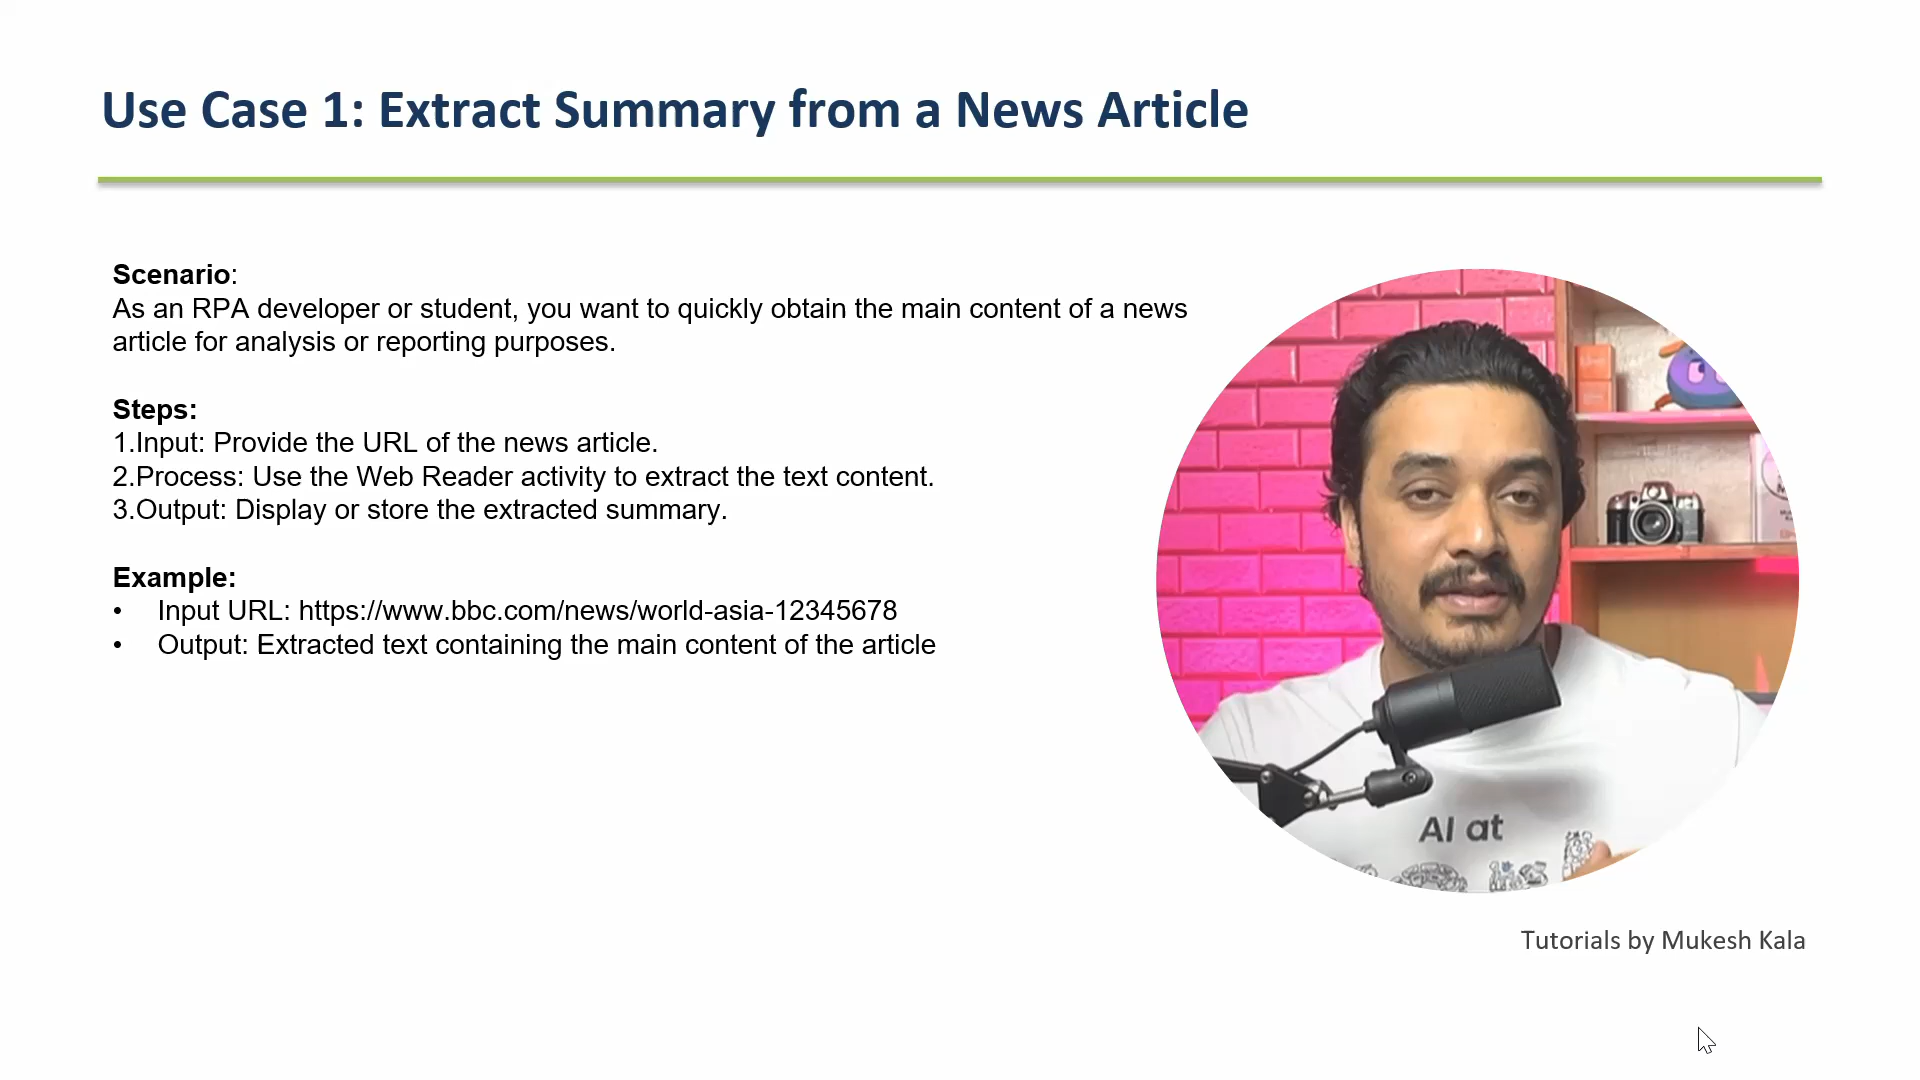 Use Case 1: Extract Summary from a News Article
Scenario:
As an RPA developer or student, you want to quickly obtain the main content of a news
article for analysis or reporting purposes.
Steps:
1.Input: Provide the URL of the news article.
2.Process: Use the Web Reader activity to extract the text content.
3.Output: Display or store the extracted summary.
Example:
• Input URL: https://www.bbc.com/news/world-asia-12345678
• Output: Extracted text containing the main content of the article
AI at
Tutorials by Mukesh Kala